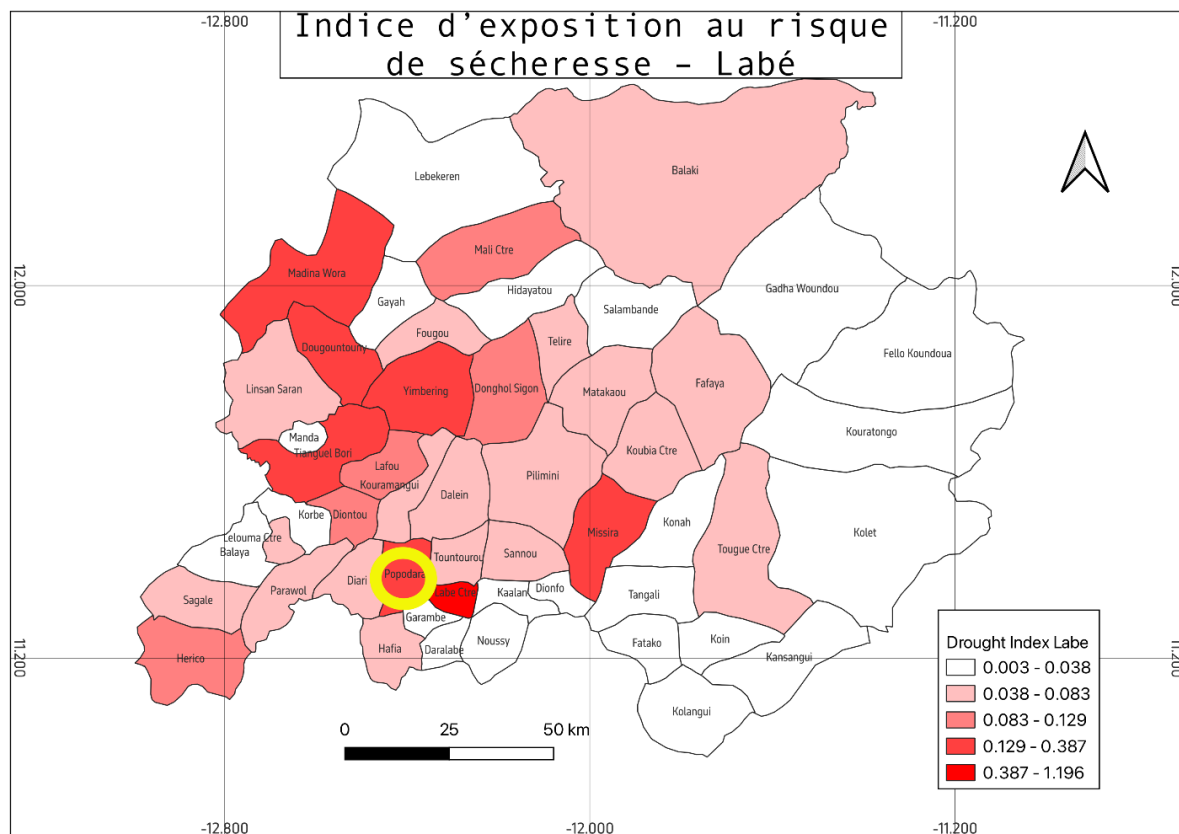 Indice d’exposition au risque
de sécheresse – Labé
-12.800
-11.200
Lebekeren
Balaki
Mali Ctre
Madina Wora
12.000
12.000
Gadha Woundou
Hidayatou
Gayah
Salambande
Fougou
Telire
Dougountouny
Fello Koundoua
Linsan Saran
Yimbering
Donghol Sigon
Matakaou
Fafaya
Kouratongo
Manda
Tianguel Bori
Koubia Ctre
Lafou
Kouramangui
Pilimini
Dalein
Korbe
Diontou
Missira
Konah
Kolet
Lelouma Ctre
Balaya
Tougue Ctre
Tountourou
Sannou
Popodara
Diari
Parawol
Sagale
Labe Ctre
Kaalan
Dionfo
Tangali
Garambe
Hafia
Daralabe
Noussy
Fatako
Koin
Kansangui
Herico
11.200
11.200
Kolangui
Drought Index Labe
0.003 - 0.038
0.038 - 0.083
0.083 - 0.129
0.129 - 0.387
0.387 - 1.196
0 25 50 km
-12.800
-12.000
-11.200